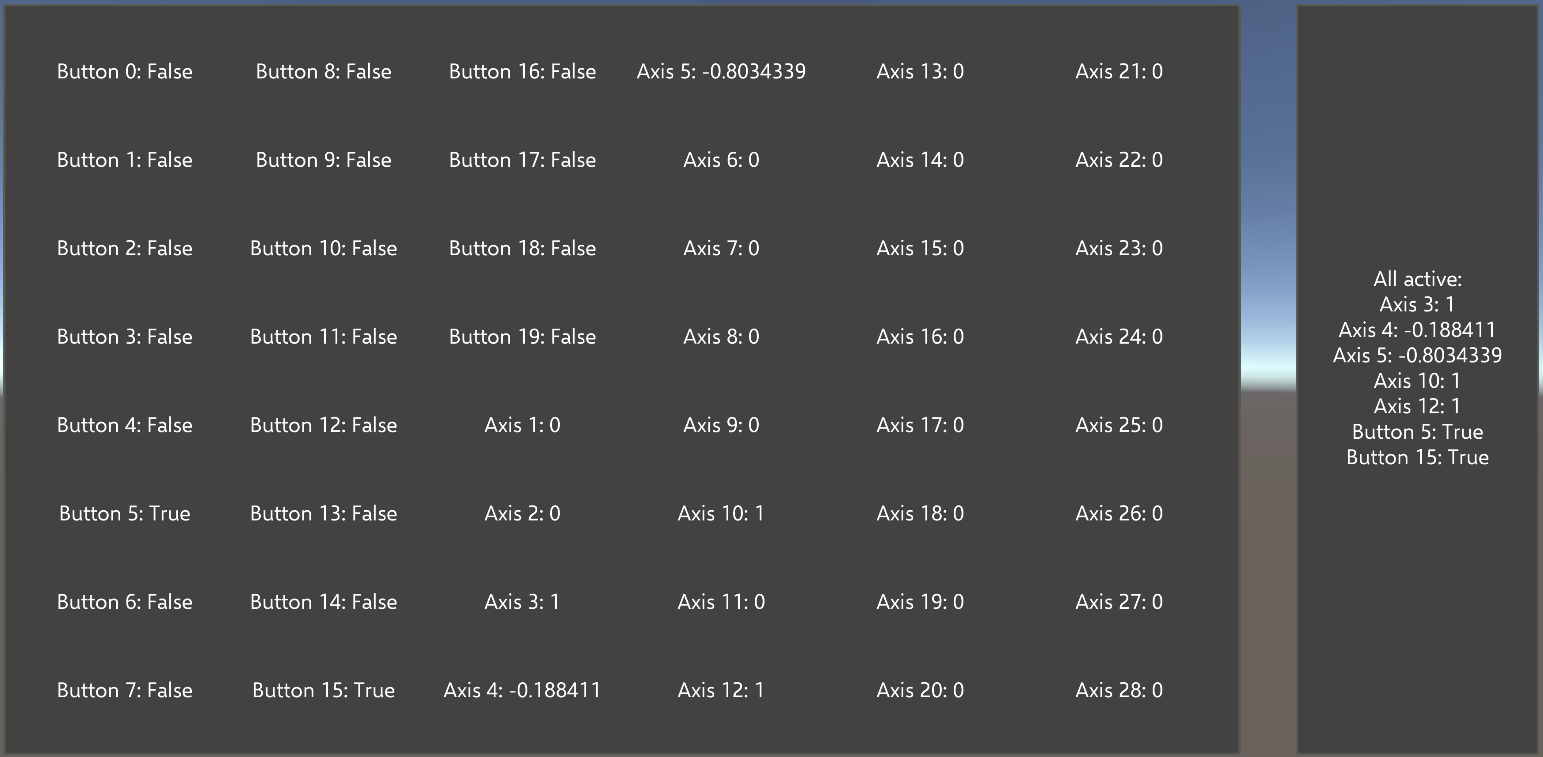 Button 0: False
Button 8: False
Button 16: False
Axis 5: -0.8034339
Axis 13: 0
Axis 21: 0
Button 1: False
Button 9: False
Button 17: False
Axis 6: 0
Axis 14: 0
Axis 22: 0
Button 2: False
Button 10: False
Button 18: False
Axis 7: 0
Axis 15: 0
Axis 23: 0
Button 3: False
Button 11: False
Button 19: False
Axis 8: 0
Axis 16: 0
Axis 24: 0
Button 4: False
Button 12: False
Axis 1: 0
Axis 9: 0
Axis 17: 0
Axis 25: 0
Button 5: True
Button 13: False
Axis 2: 0
Axis 10: 1
Axis 18: 0
Axis 26: 0
Button 6: False
Button 14: False
Axis 3: 1
Axis 11: 0
Axis 19: 0
Axis 27: 0
Button 7: False
Button 15: True
Axis 4: -0.188411
Axis 12: 1
Axis 20: 0
Axis 28: 0
All active:
Axis 3: 1
Axis 4: -0.188411
Axis 5: -0.8034339
Axis 10: 1
Axis 12: 1
Button 5: True
Button 15: True